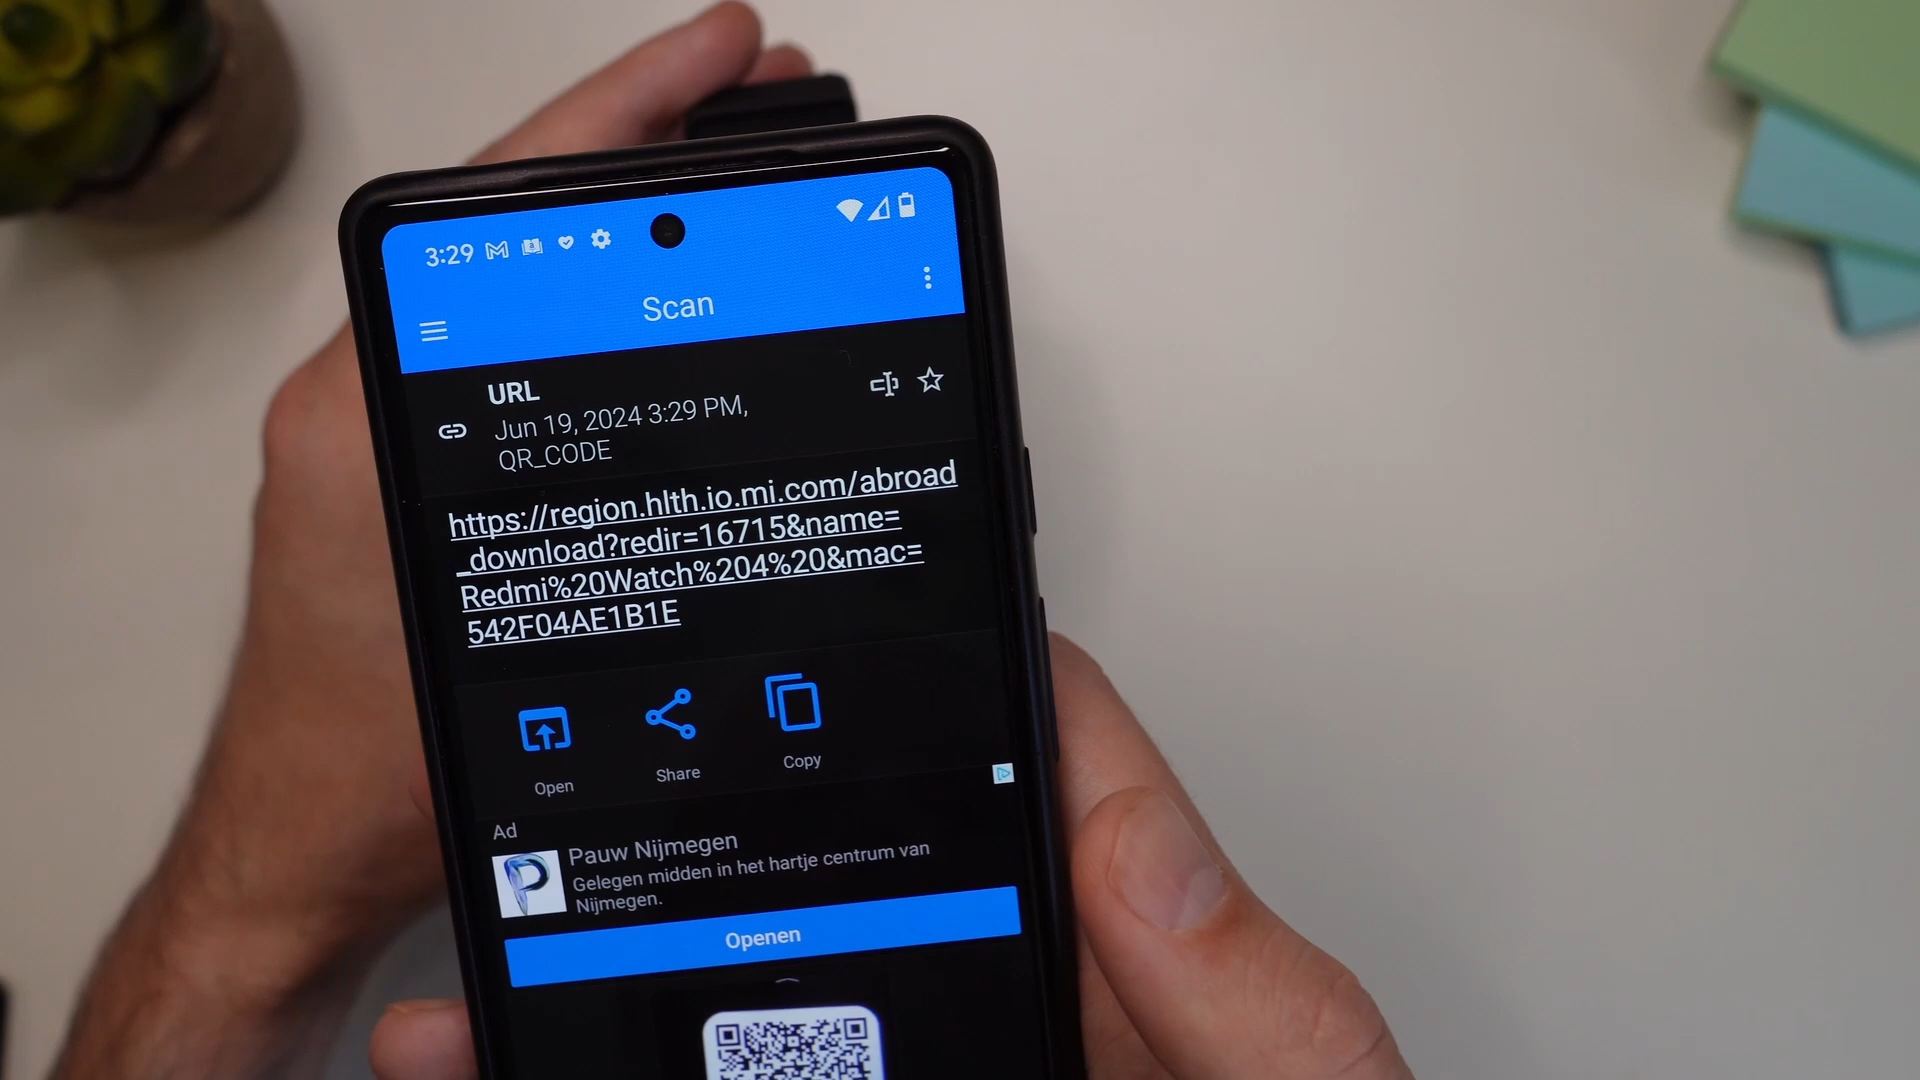 3:29
Scan
URL
Jun 19, 2024 3:29 PM,
QR_CODE
https://region.hlth.io.mi.com/abroad
_download?redir=16715&name=
Redmi%20Watch%204%20&mac=
542F04AE1B1E
Open
Share
Copy
Ad
Pauw Nijmegen
Gelegen midden in het hartje centrum van
Nijmegen.
Openen